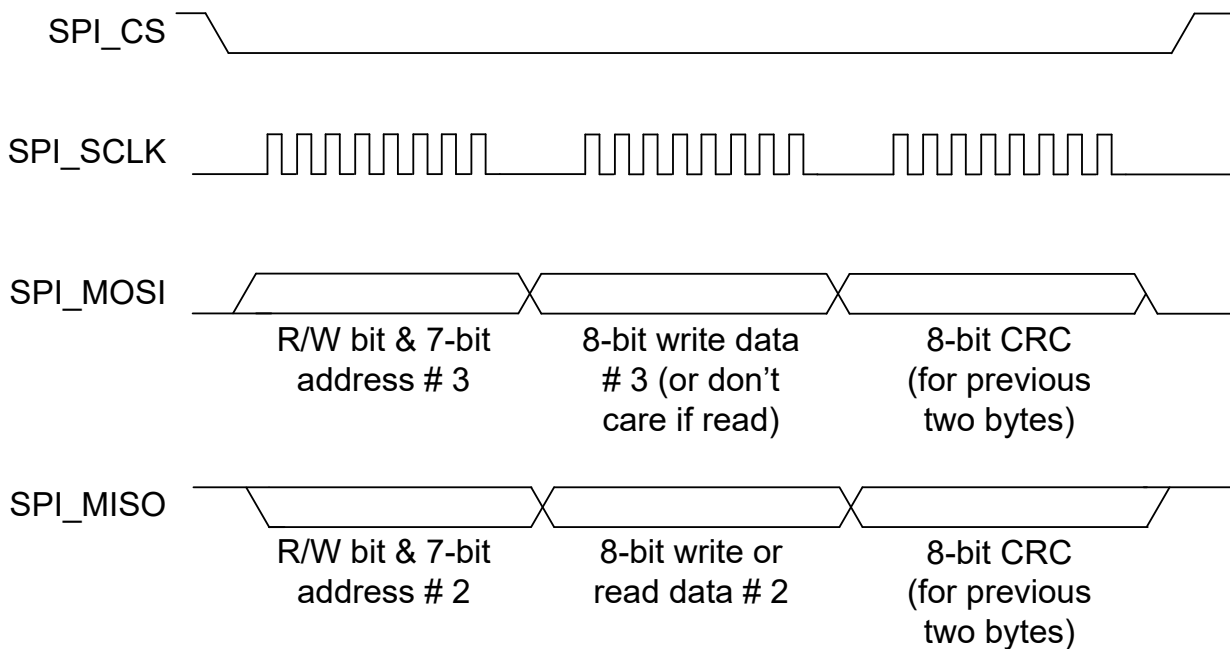 SPI_CS
SPI_SCLK
SPI_MOSI
R/W bit & 7-bit
address # 3
8-bit write data
# 3 (or don’t
care if read)
8-bit CRC
(for previous
two bytes)
SPI_MISO
R/W bit & 7-bit
address # 2
8-bit write or
read data # 2
8-bit CRC
(for previous
two bytes)